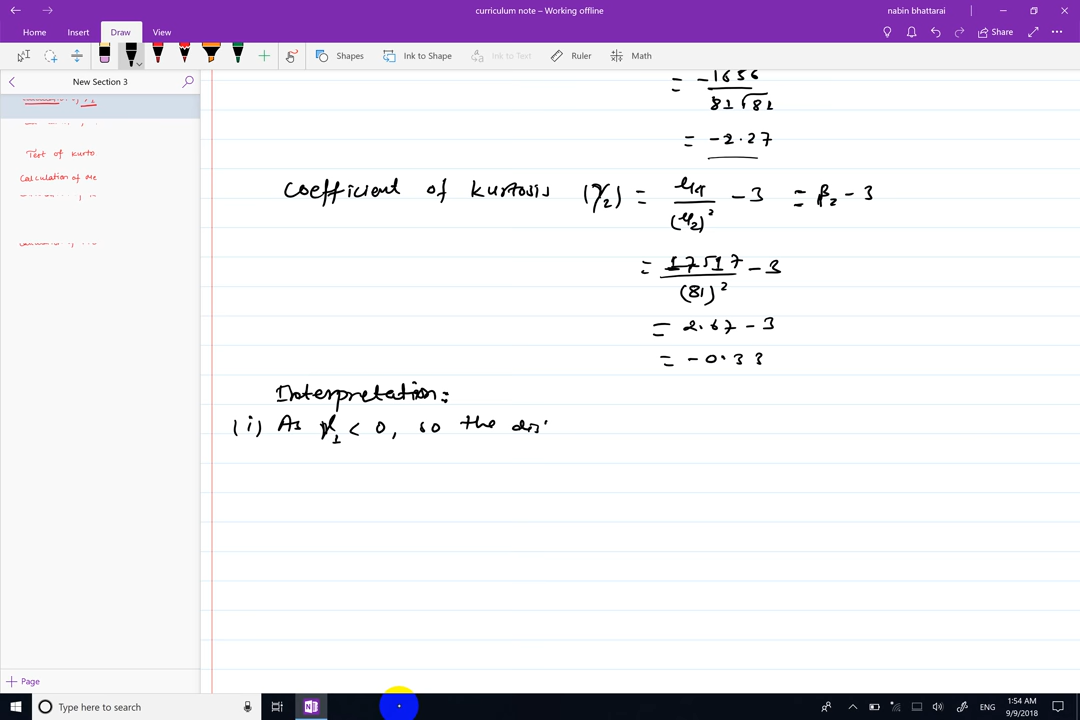 curriculum note – Working offline
nabin bhattarai
Home Insert Draw View
Share
Shapes Ink to Shape Ink to Text Ruler Math
New Section 3
Test of kurto
Calculation of Me
= -1656
81 √81
= -2.27
Coefficient of kurtosis (γ2) = μ4 / (μ2)² - 3 = β2 - 3
= 17517 / (81)² - 3
= 2.67 - 3
= -0.33
Interpretation:
(i) As γ1 < 0, so the dis
Page
Type here to search
ENG
1:54 AM
9/9/2018